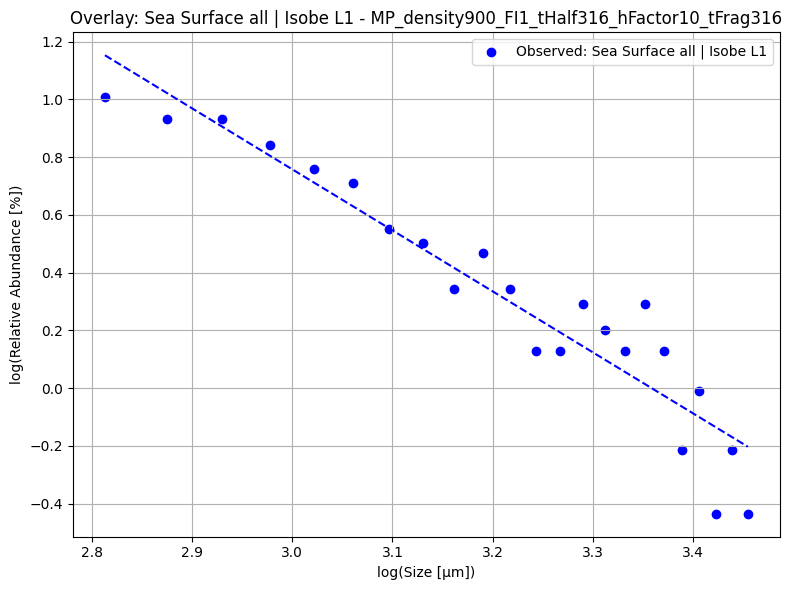 Overlay: Sea Surface all | Isobe L1 - MP_density900_FI1_tHalf316_hFactor10_tFrag316
Observed: Sea Surface all | Isobe L1
log(Relative Abundance [%])
1.2
1.0
0.8
0.6
0.4
0.2
0.0
−0.2
−0.4
2.8 2.9 3.0 3.1 3.2 3.3 3.4
log(Size [μm])